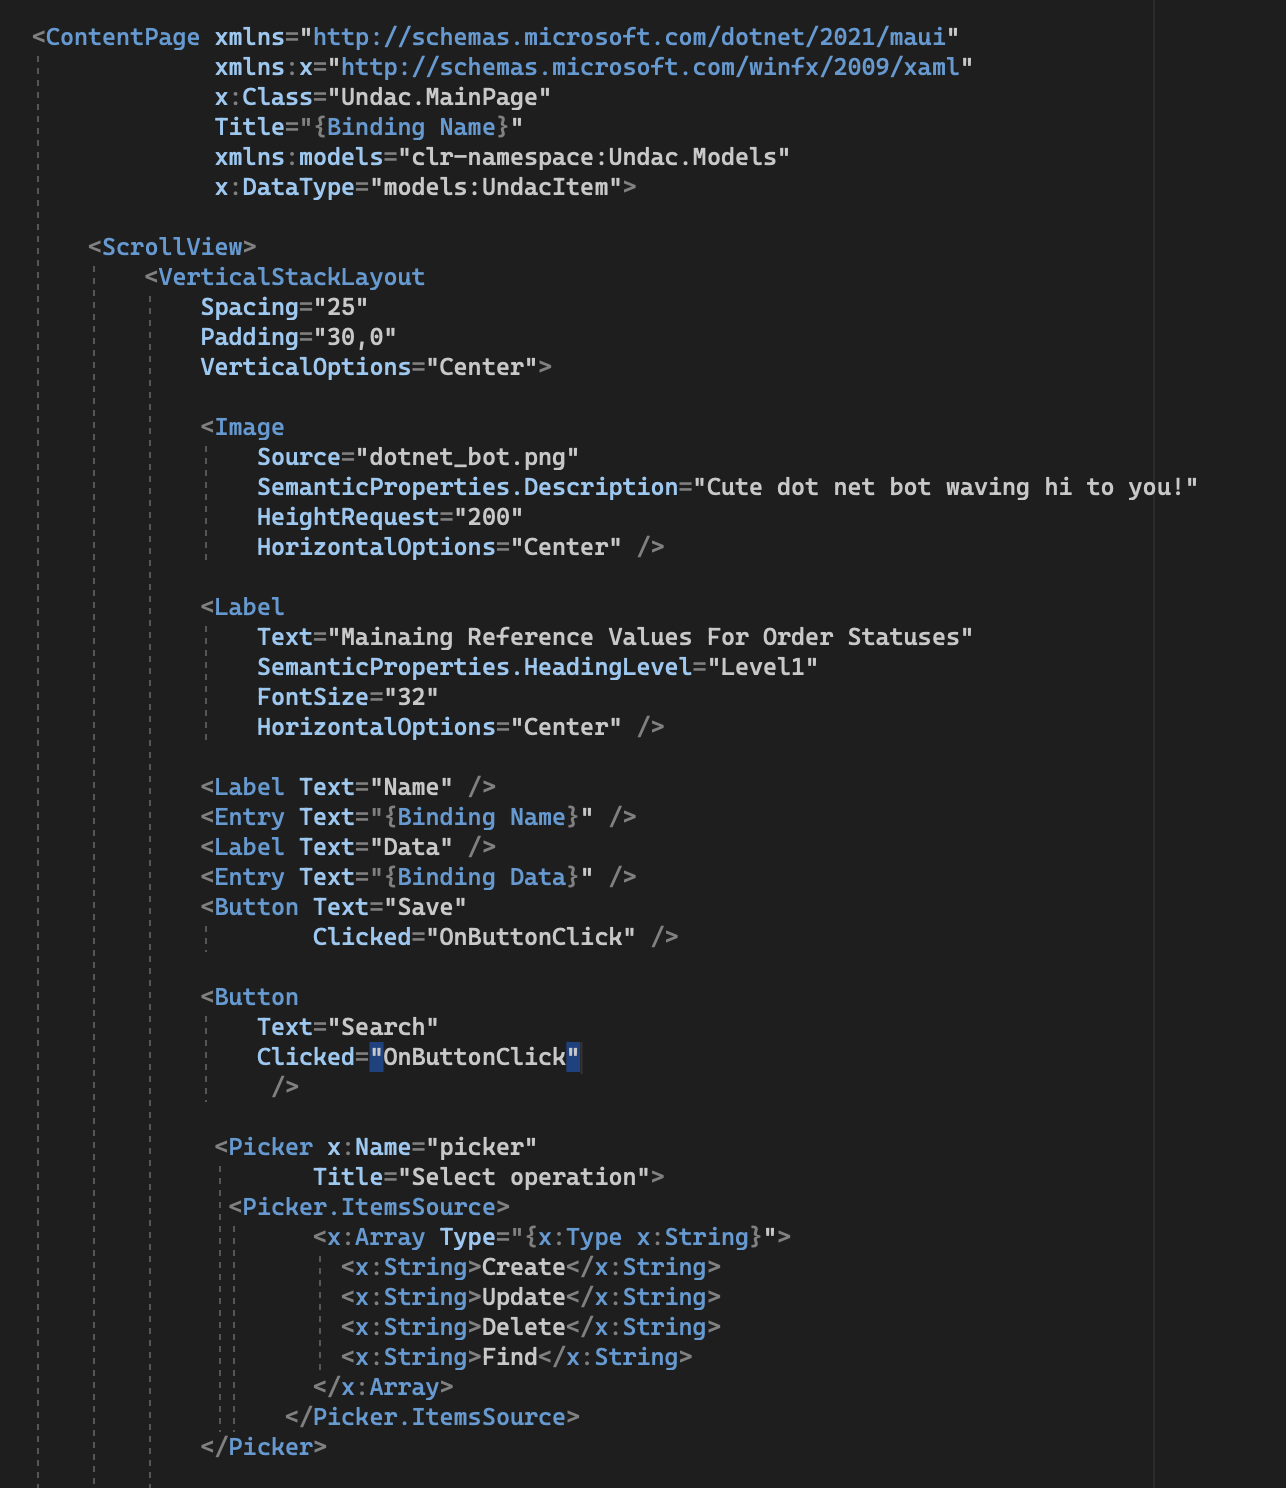 <ContentPage xmlns="http://schemas.microsoft.com/dotnet/2021/maui"
xmlns:x="http://schemas.microsoft.com/winfx/2009/xaml"
x:Class="Undac.MainPage"
Title="{Binding Name}"
xmlns:models="clr-namespace:Undac.Models"
x:DataType="models:UndacItem">
<ScrollView>
<VerticalStackLayout
Spacing="25"
Padding="30,0"
VerticalOptions="Center">
<Image
Source="dotnet_bot.png"
SemanticProperties.Description="Cute dot net bot waving hi to you!"
HeightRequest="200"
HorizontalOptions="Center" />
<Label
Text="Mainaing Reference Values For Order Statuses"
SemanticProperties.HeadingLevel="Level1"
FontSize="32"
HorizontalOptions="Center" />
<Label Text="Name" />
<Entry Text="{Binding Name}" />
<Label Text="Data" />
<Entry Text="{Binding Data}" />
<Button Text="Save"
Clicked="OnButtonClick" />
<Button
Text="Search"
Clicked="OnButtonClick"
/>
<Picker x:Name="picker"
Title="Select operation">
<Picker.ItemsSource>
<x:Array Type="{x:Type x:String}">
<x:String>Create</x:String>
<x:String>Update</x:String>
<x:String>Delete</x:String>
<x:String>Find</x:String>
</x:Array>
</Picker.ItemsSource>
</Picker>